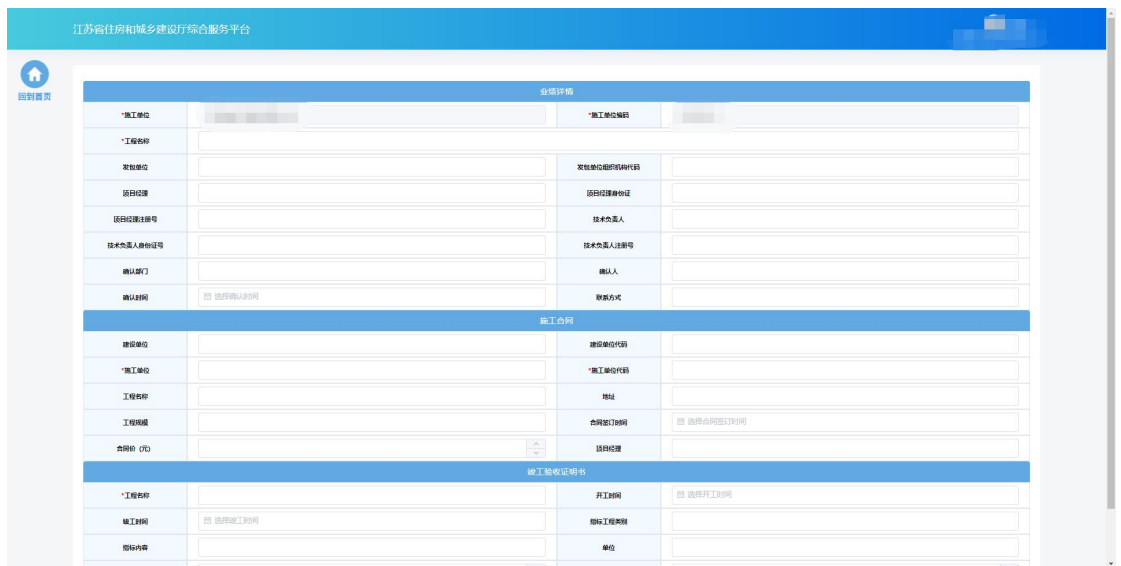 江苏省住房和城乡建设厅综合服务平台
回到首页
业绩详情
*施工单位 *施工单位编码
*工程名称
发包单位 发包单位组织机构代码
项目经理 项目经理身份证
项目经理注册号 技术负责人
技术负责人身份证号 技术负责人注册号
确认部门 确认人
确认时间 选择确认时间 联系方式
施工合同
建设单位 建设单位代码
*施工单位 *施工单位代码
工程名称 地址
工程规模 合同签订时间 选择合同签订时间
合同价（元） 项目经理
竣工验收证明书
*工程名称 开工时间 选择开工时间
竣工时间 选择竣工时间 指标工程类别
指标内容 单位